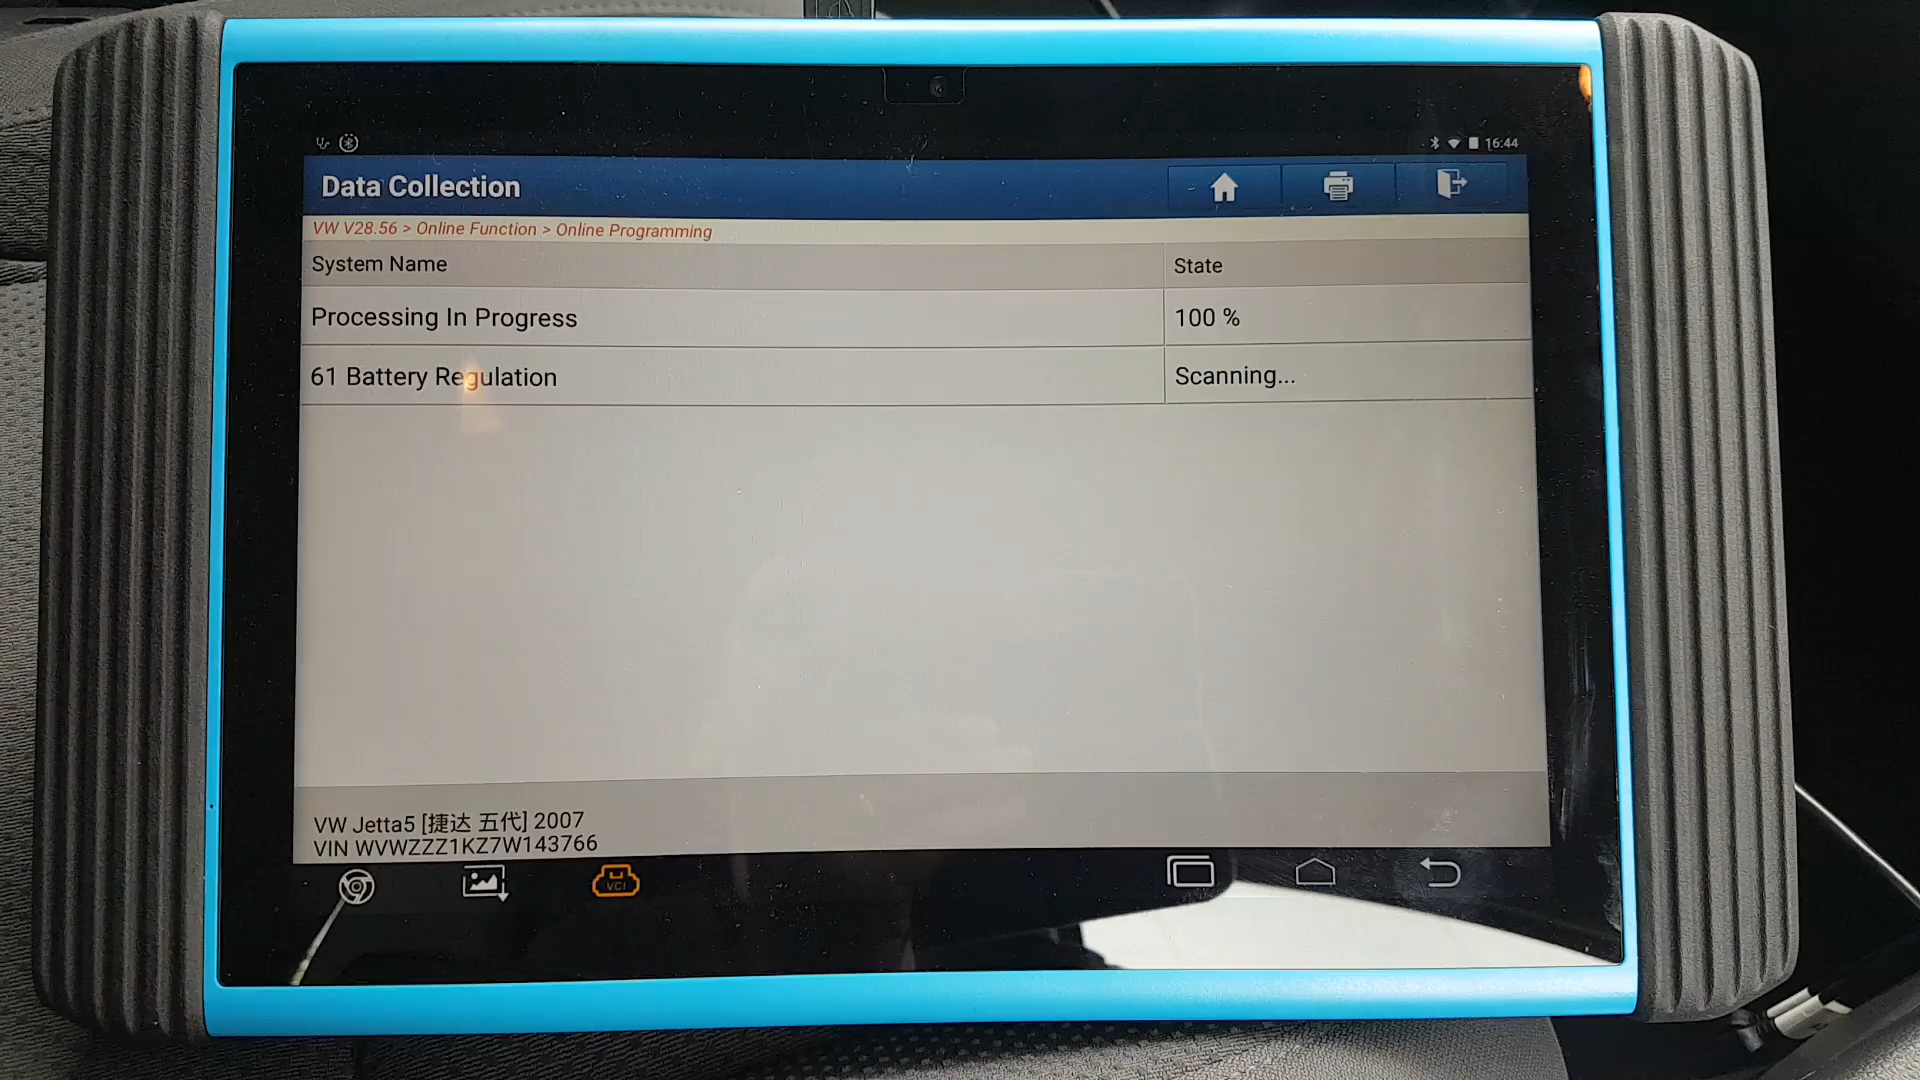 16:44
Data Collection
VW V28.56 > Online Function > Online Programming
System Name State
Processing In Progress 100 %
61 Battery Regulation Scanning...
VW Jetta5 [捷达 五代] 2007
VIN WVWZZZ1KZ7W143766
VCI